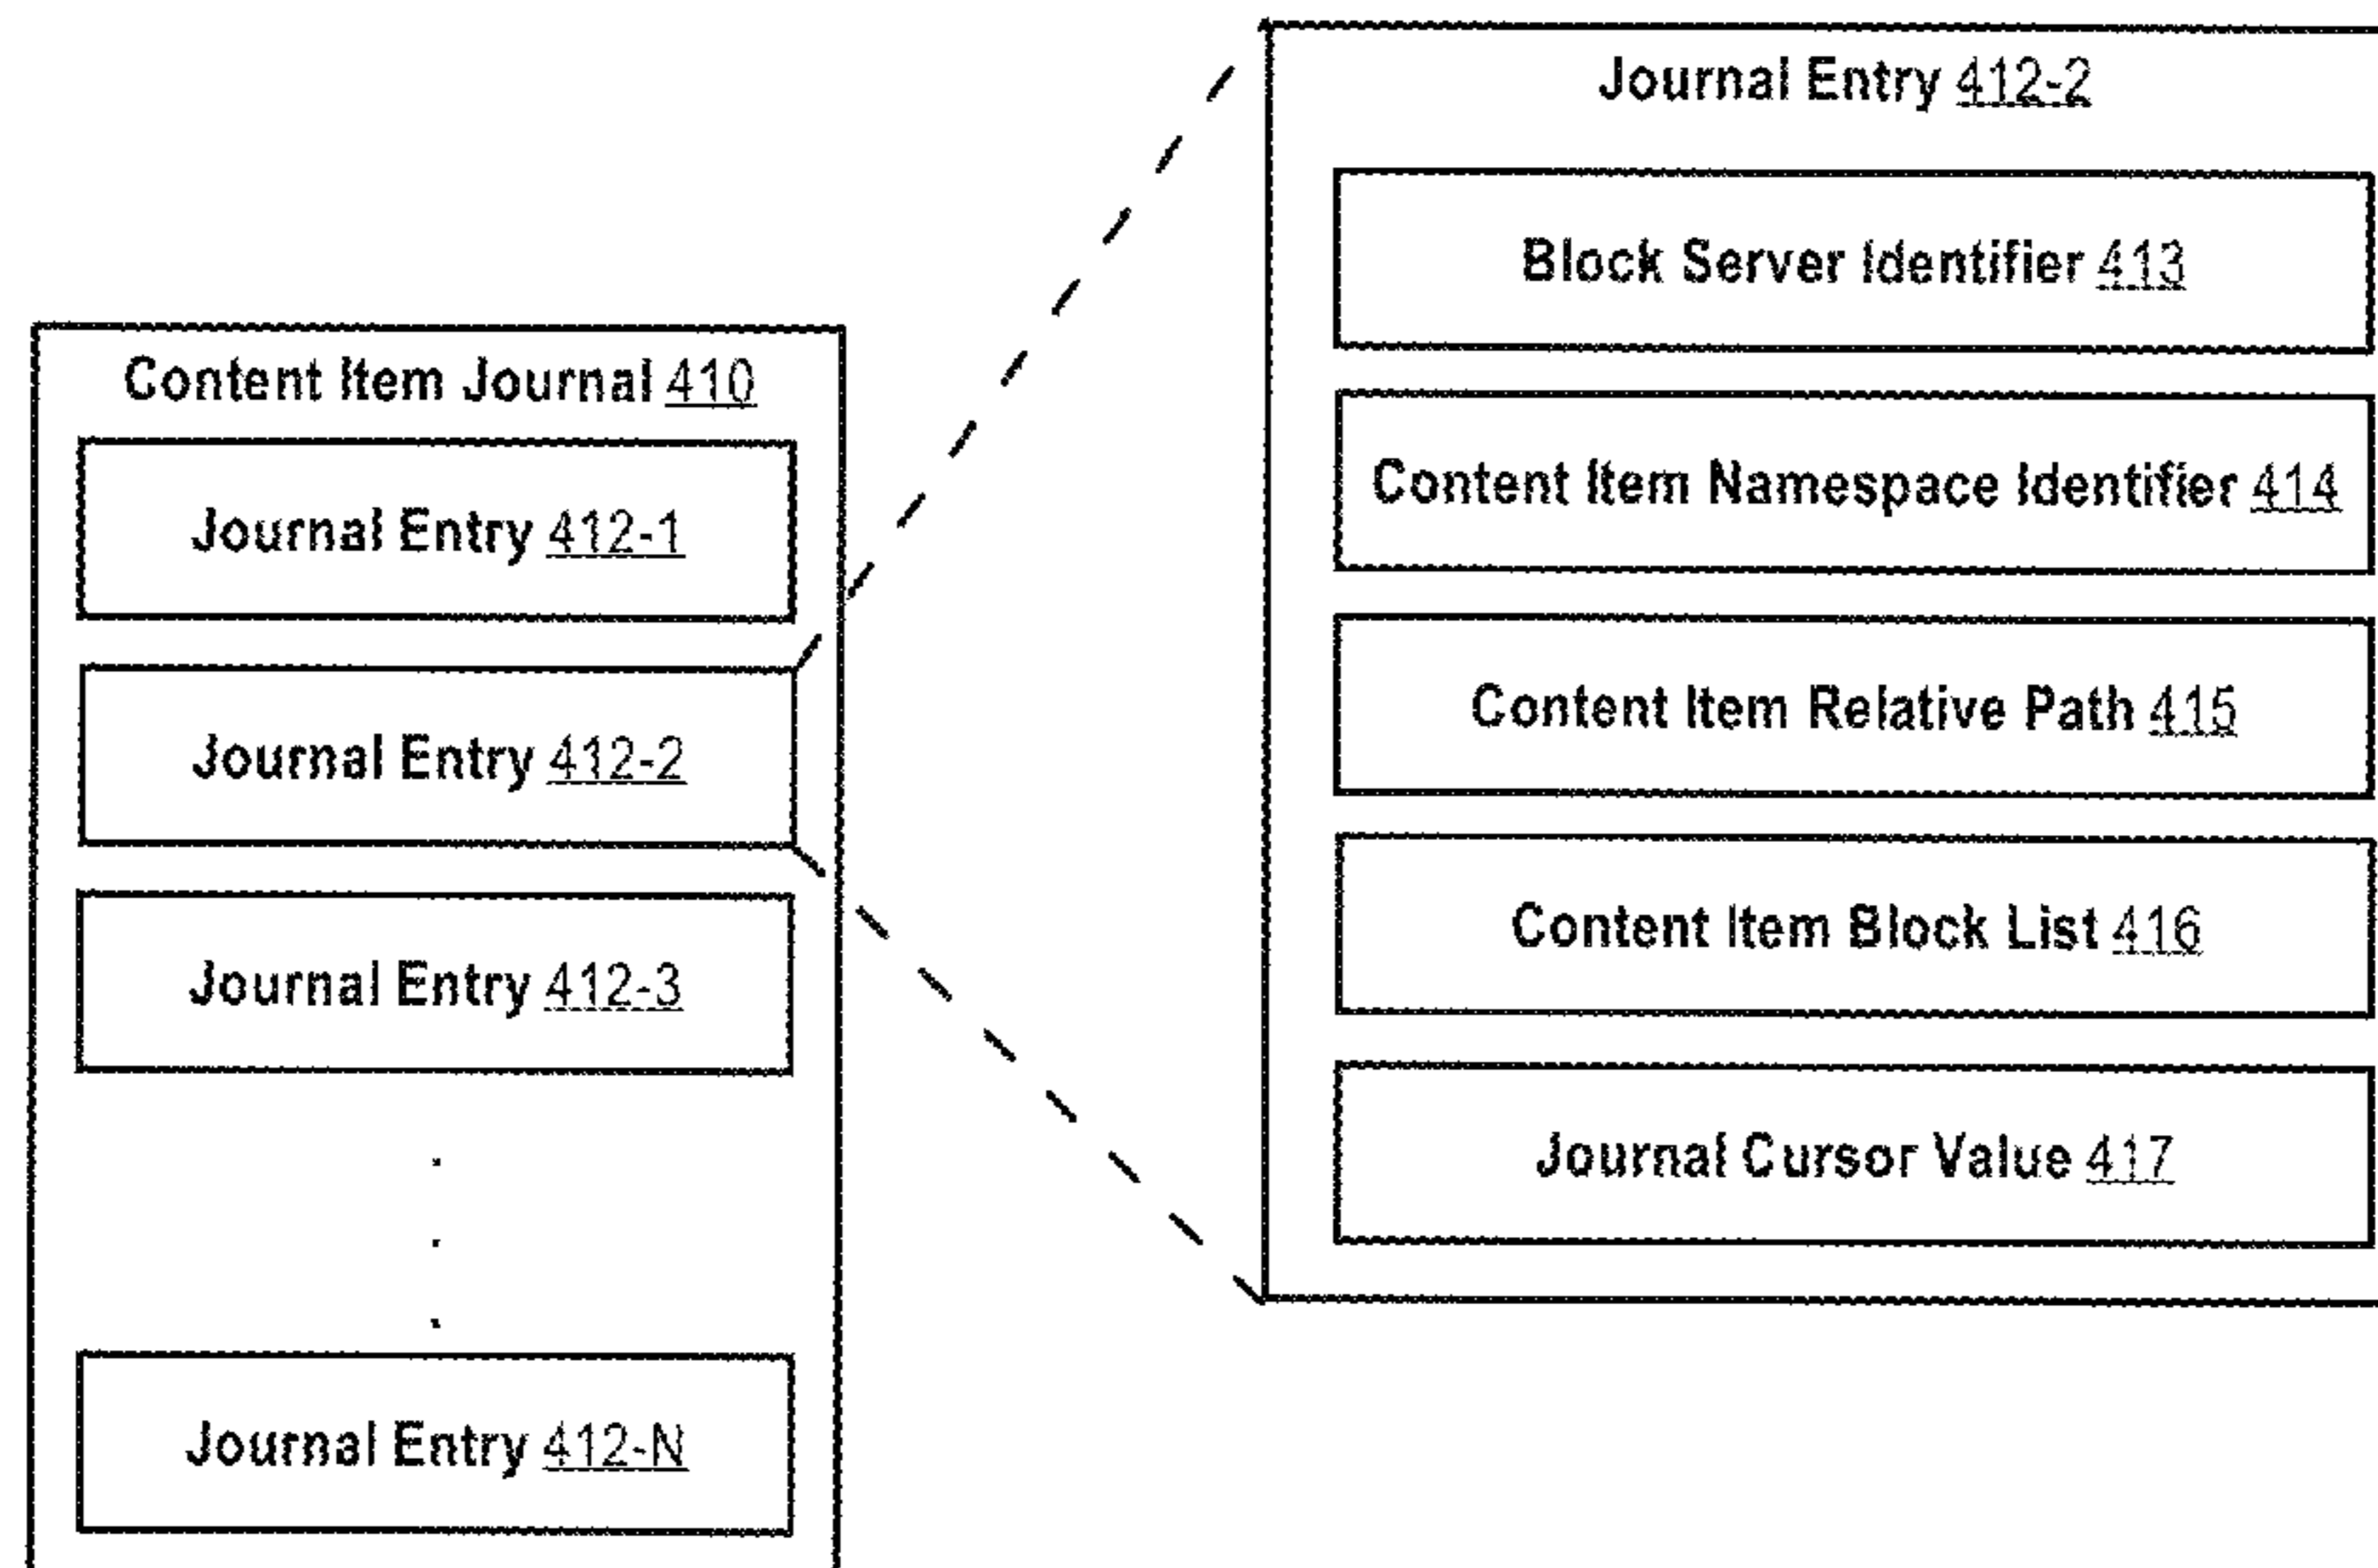 Content Item Journal 410
Journal Entry 412-1
Journal Entry 412-2
Journal Entry 412-3
Journal Entry 412-N
Journal Entry 412-2
Block Server Identifier 413
Content Item Namespace Identifier 414
Content Item Relative Path 415
Content Item Block List 416
Journal Cursor Value 417